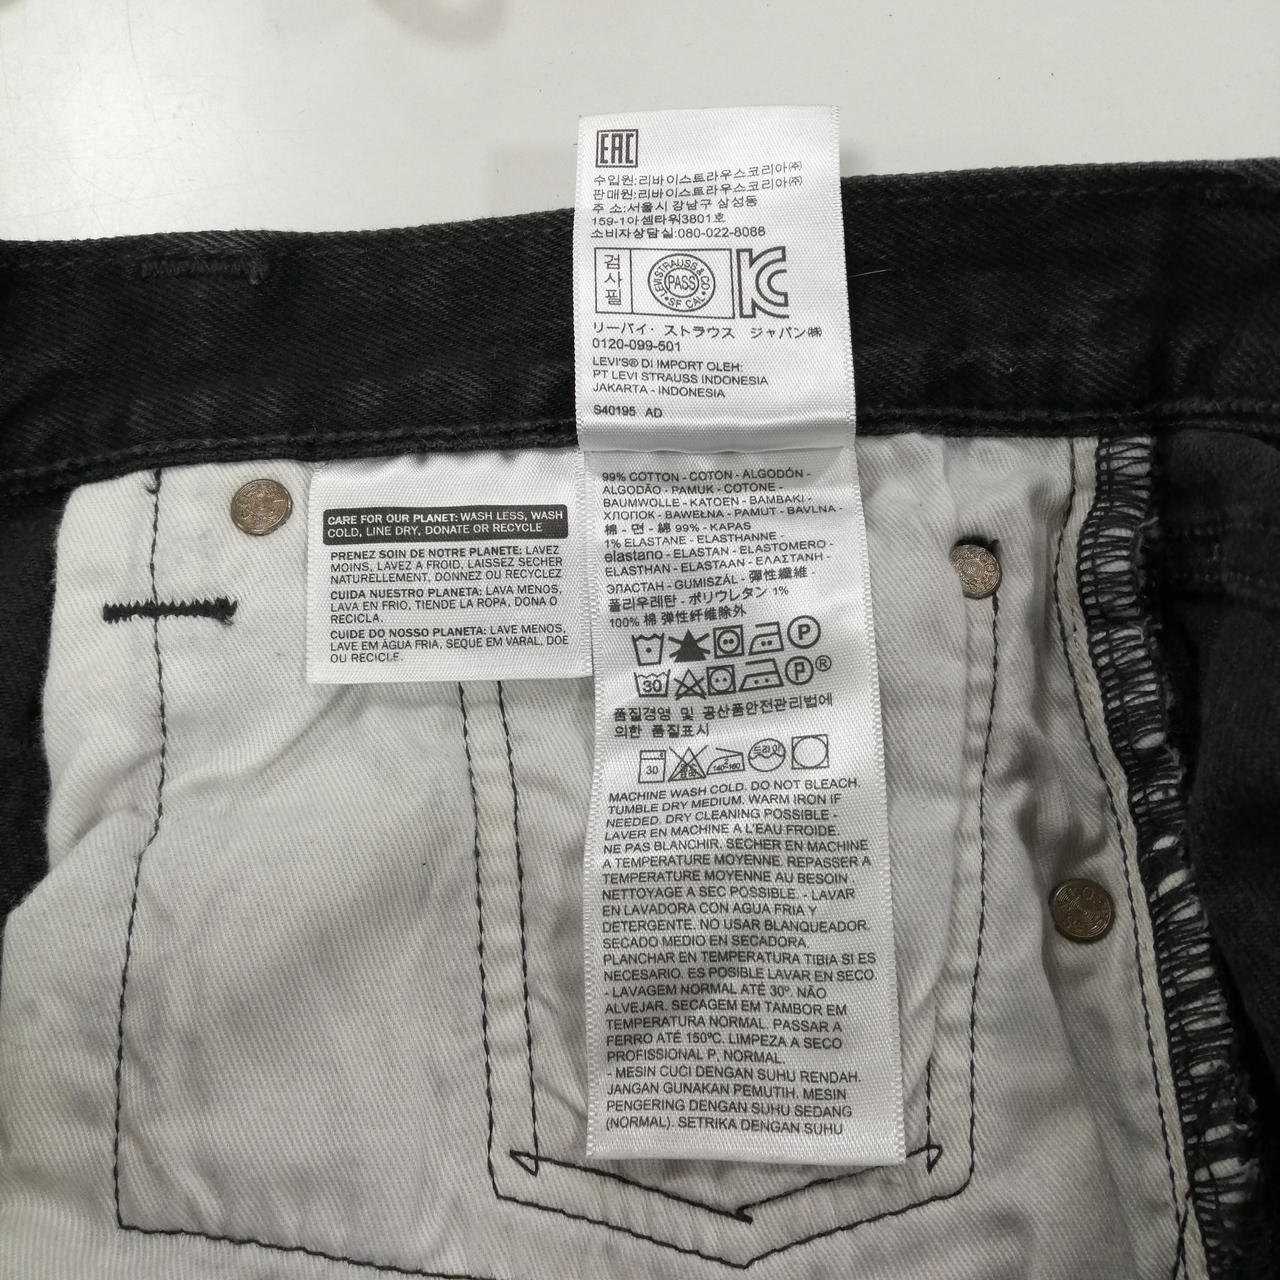 EAC
수입원:리바이스트라우스코리아㈜
판매원:리바이스트라우스코리아㈜
주 소:서울시 강남구 삼성동
159-1아셈타워3801호
소비자상담실:080-022-8088
검사필
LEVI STRAUSS & CO
PASS
SF CAL
KC
リーバイ・ストラウス ジャパン㈱
0120-099-501
LEVI'S® DI IMPORT OLEH:
PT LEVI STRAUSS INDONESIA
JAKARTA - INDONESIA
S40195 AD
CARE FOR OUR PLANET: WASH LESS, WASH
COLD, LINE DRY, DONATE OR RECYCLE
PRENEZ SOIN DE NOTRE PLANETE: LAVEZ
MOINS, LAVEZ A FROID, LAISSEZ SECHER
NATURELLEMENT, DONNEZ OU RECYCLEZ
CUIDA NUESTRO PLANETA: LAVA MENOS,
LAVA EN FRIO, TIENDE LA ROPA, DONA O
RECICLA.
CUIDE DO NOSSO PLANETA: LAVE MENOS,
LAVE EM ÀGUA FRIA, SEQUE EM VARAL, DOE
OU RECICLE.
99% COTTON - COTON - ALGODÓN -
ALGODÃO - PAMUK - COTONE -
BAUMWOLLE - KATOEN - BAMBAKI -
ХЛОПОК - BAWEŁNA - PAMUT - BAVLNA -
棉 - 면 - 綿 99% - KAPAS
1% ELASTANE - ELASTHANNE -
elastano - ELASTAN - ELASTOMERO -
ELASTHAN - ELASTAAN - ΕΛΑΣΤΑΝΗ -
ЭЛАСТАН - GUMISZÁL - 彈性纖維 -
폴리우레탄 - ポリウレタン 1%
100% 棉 弹性纤维除外
P
30 P ®
품질경영 및 공산품안전관리법에
의한 품질표시
30 140~160 드라이
MACHINE WASH COLD. DO NOT BLEACH.
TUMBLE DRY MEDIUM. WARM IRON IF
NEEDED. DRY CLEANING POSSIBLE -
LAVER EN MACHINE A L'EAU FROIDE.
NE PAS BLANCHIR. SECHER EN MACHINE
A TEMPERATURE MOYENNE. REPASSER A
TEMPERATURE MOYENNE AU BESOIN
NETTOYAGE A SEC POSSIBLE. - LAVAR
EN LAVADORA CON AGUA FRIA Y
DETERGENTE. NO USAR BLANQUEADOR.
SECADO MEDIO EN SECADORA.
PLANCHAR EN TEMPERATURA TIBIA SI ES
NECESARIO. ES POSIBLE LAVAR EN SECO.
- LAVAGEM NORMAL ATÉ 30º. NÃO
ALVEJAR. SECAGEM EM TAMBOR EM
TEMPERATURA NORMAL. PASSAR A
FERRO ATÉ 150ºC. LIMPEZA A SECO
PROFISSIONAL P, NORMAL.
- MESIN CUCI DENGAN SUHU RENDAH.
JANGAN GUNAKAN PEMUTIH. MESIN
PENGERING DENGAN SUHU SEDANG
(NORMAL). SETRIKA DENGAN SUHU